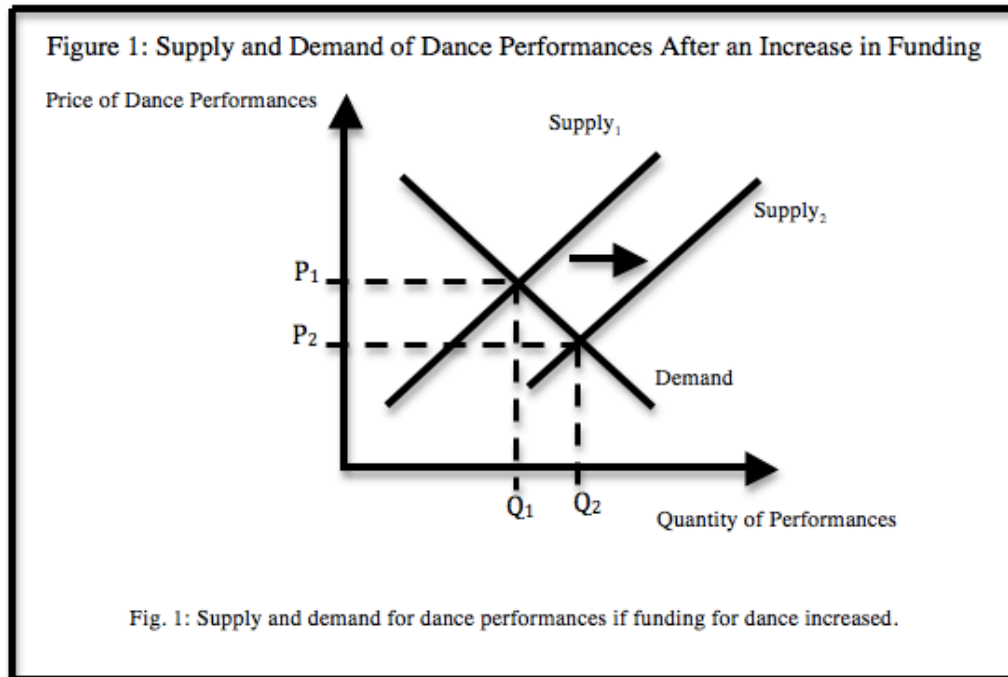 Figure 1: Supply and Demand of Dance Performances After an Increase in Funding
Price of Dance Performances
Supply₁
Supply₂
P₁
P₂
Demand
Q₁ Q₂
Quantity of Performances
Fig. 1: Supply and demand for dance performances if funding for dance increased.